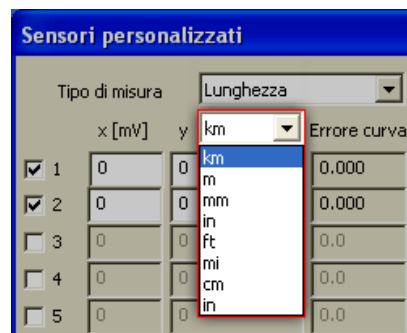 Sensori personalizzati
Tipo di misura Lunghezza
x [mV] y km Errore curva
1 0 0 0.000
2 0 0 0.000
3 0 0 0.0
4 0 0 0.0
5 0 0 0.0
km
m
mm
in
ft
mi
cm
in